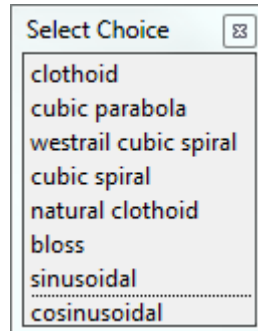 Select Choice
clothoid
cubic parabola
westrail cubic spiral
cubic spiral
natural clothoid
bloss
sinusoidal
cosinusoidal